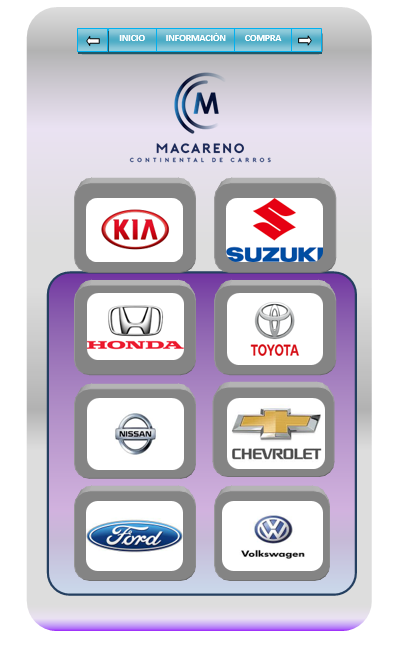 INICIO INFORMACIÓN COMPRA
M
MACARENO
CONTINENTAL DE CARROS
KIA SUZUKI
HONDA TOYOTA
NISSAN CHEVROLET
Ford Volkswagen